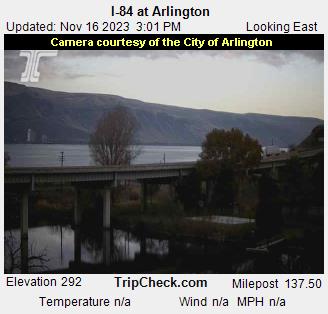 I-84 at Arlington
Updated: Nov 16 2023 3:01 PM Looking East
Camera courtesy of the City of Arlington
Elevation 292 TripCheck.com Milepost 137.50
Temperature n/a Wind n/a MPH n/a